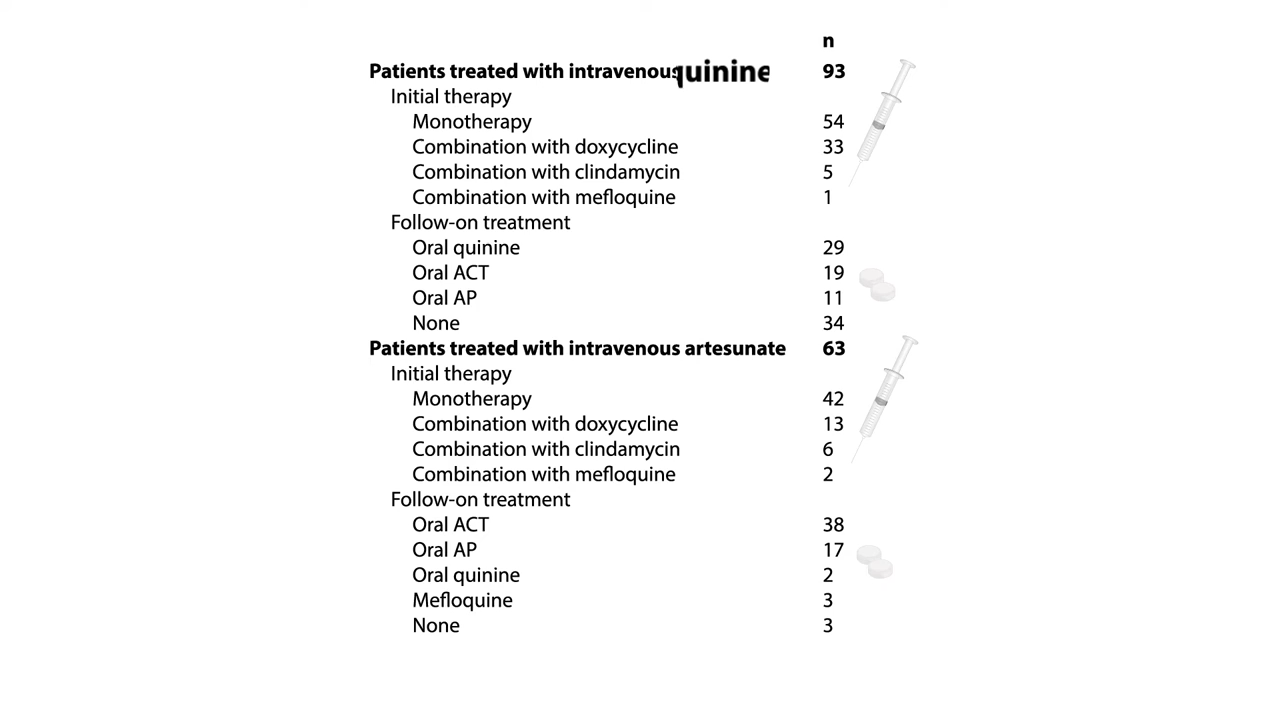 n
Patients treated with intravenous quinine 93
Initial therapy
Monotherapy 54
Combination with doxycycline 33
Combination with clindamycin 5
Combination with mefloquine 1
Follow-on treatment
Oral quinine 29
Oral ACT 19
Oral AP 11
None 34
Patients treated with intravenous artesunate 63
Initial therapy
Monotherapy 42
Combination with doxycycline 13
Combination with clindamycin 6
Combination with mefloquine 2
Follow-on treatment
Oral ACT 38
Oral AP 17
Oral quinine 2
Mefloquine 3
None 3